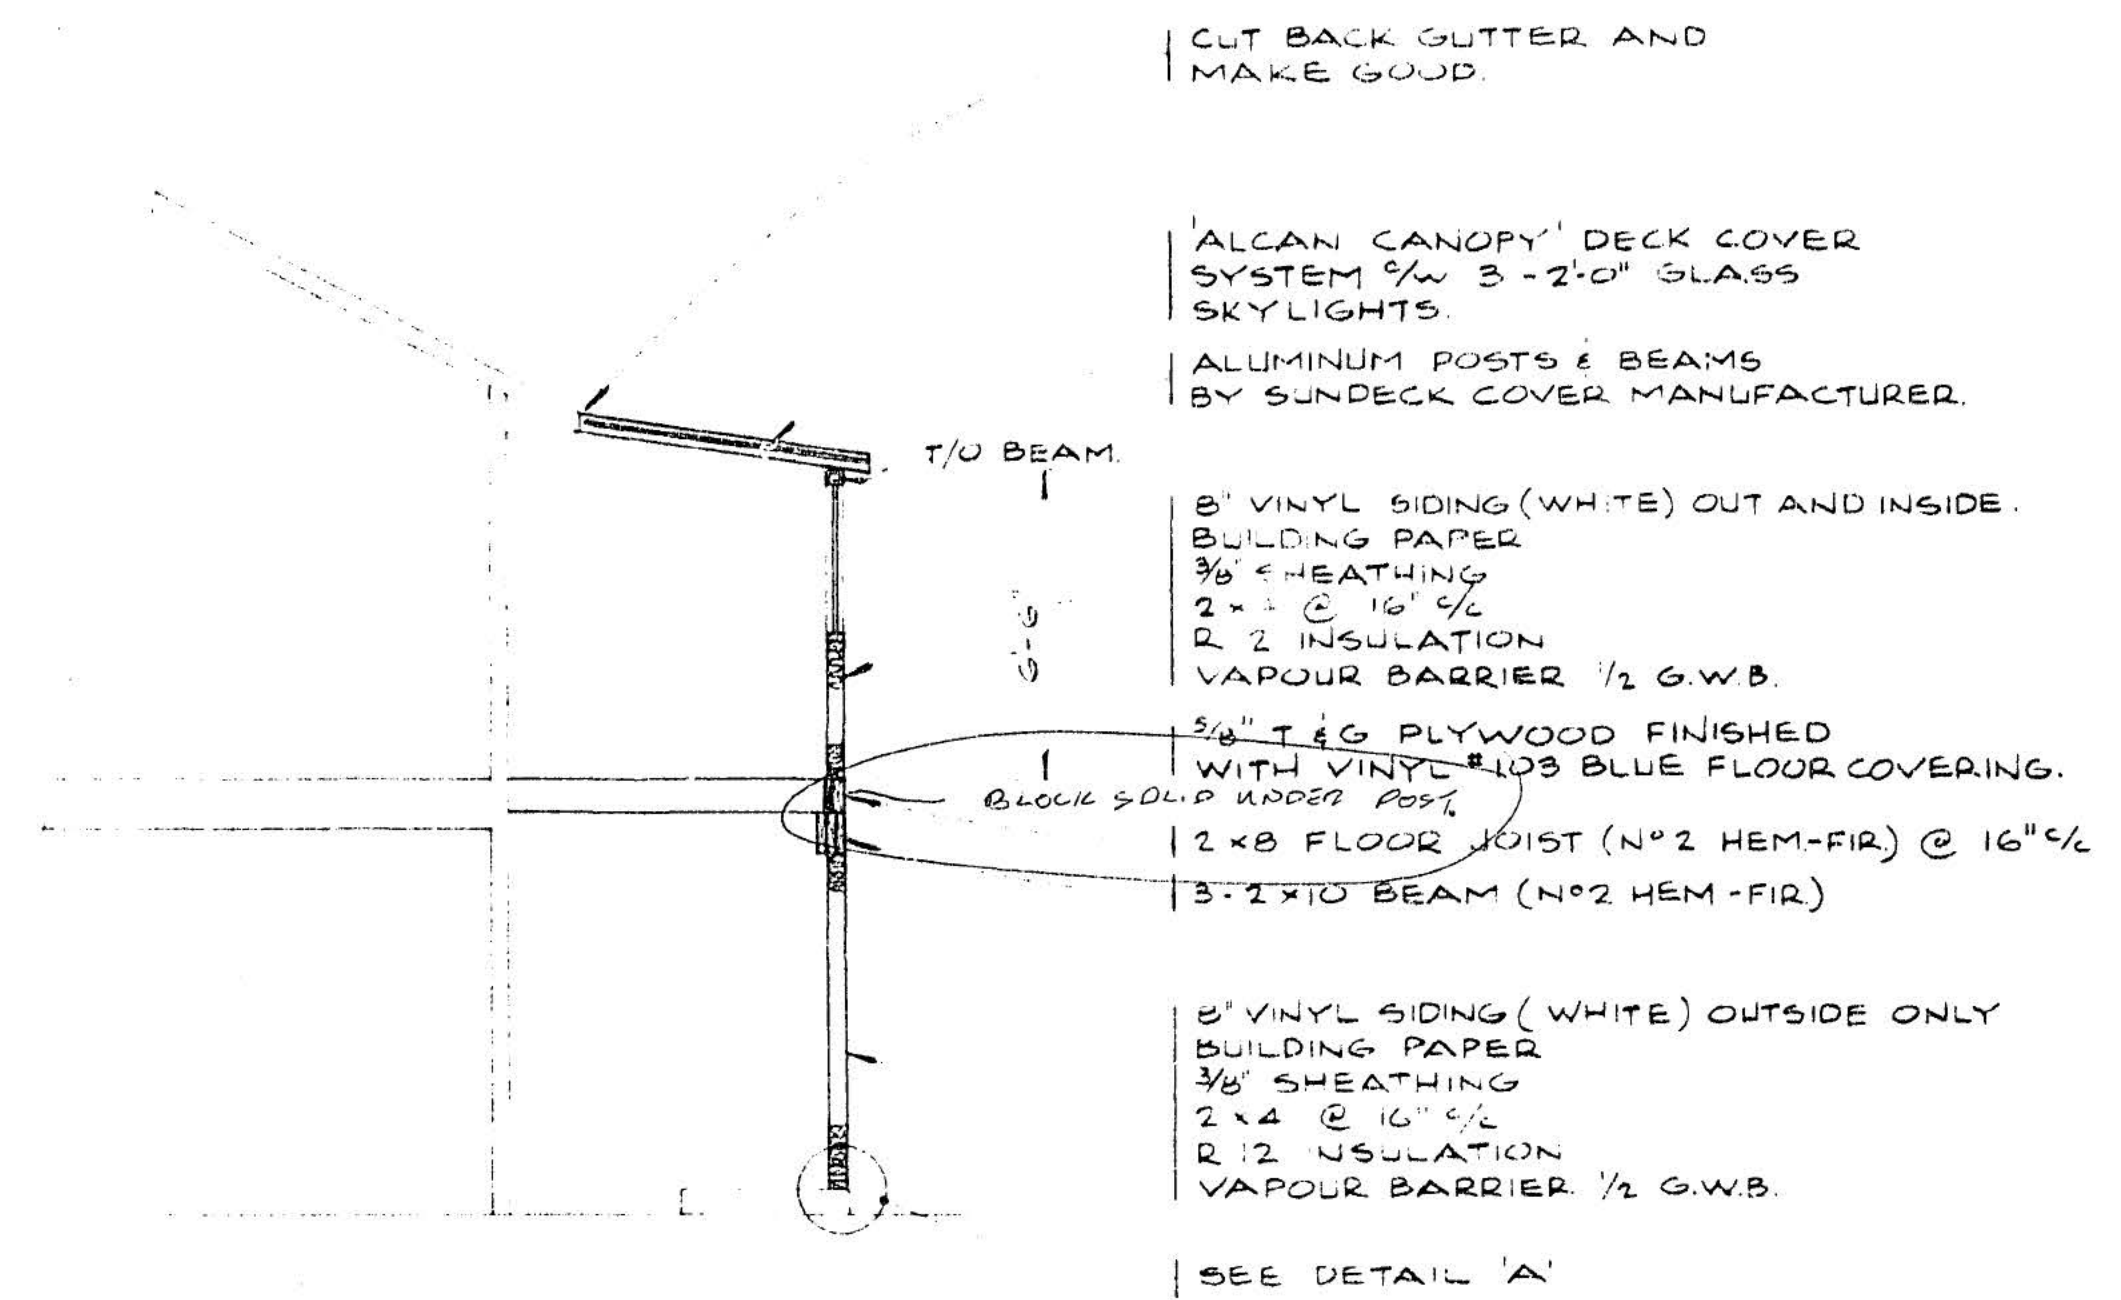 CUT BACK GUTTER AND
MAKE GOOD.
'ALCAN CANOPY' DECK COVER
SYSTEM C/W 3 - 2'-0" GLASS
SKYLIGHTS.
ALUMINUM POSTS & BEAMS
BY SUNDECK COVER MANUFACTURER.
T/O BEAM.
8" VINYL SIDING (WHITE) OUT AND INSIDE.
BUILDING PAPER
3/8" SHEATHING
2 x @ 16" c/c
R 2 INSULATION
VAPOUR BARRIER 1/2 G.W.B.
6'-6"
5/8" T & G PLYWOOD FINISHED
WITH VINYL #103 BLUE FLOOR COVERING.
BLOCK SOLID UNDER POST.
2 x 8 FLOOR JOIST (Nº 2 HEM-FIR.) @ 16" c/c
3 - 2 x 10 BEAM (Nº2 HEM-FIR.)
8" VINYL SIDING (WHITE) OUTSIDE ONLY
BUILDING PAPER
3/8" SHEATHING
2 x 4 @ 16" c/c
R 12 INSULATION
VAPOUR BARRIER. 1/2 G.W.B.
SEE DETAIL 'A'